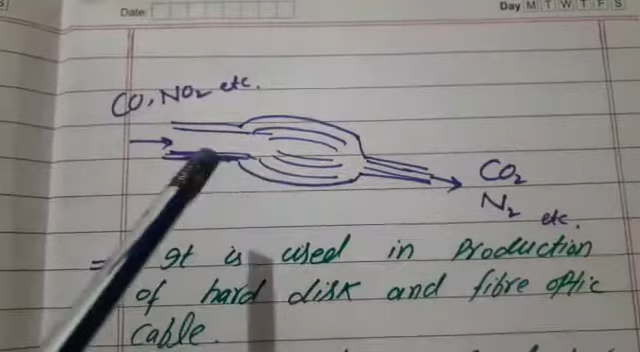 Date:
Day M T W T F S
CO, NO2 etc.
CO2
N2 etc.
= It is used in Production
of hard disk and fibre optic
cable.